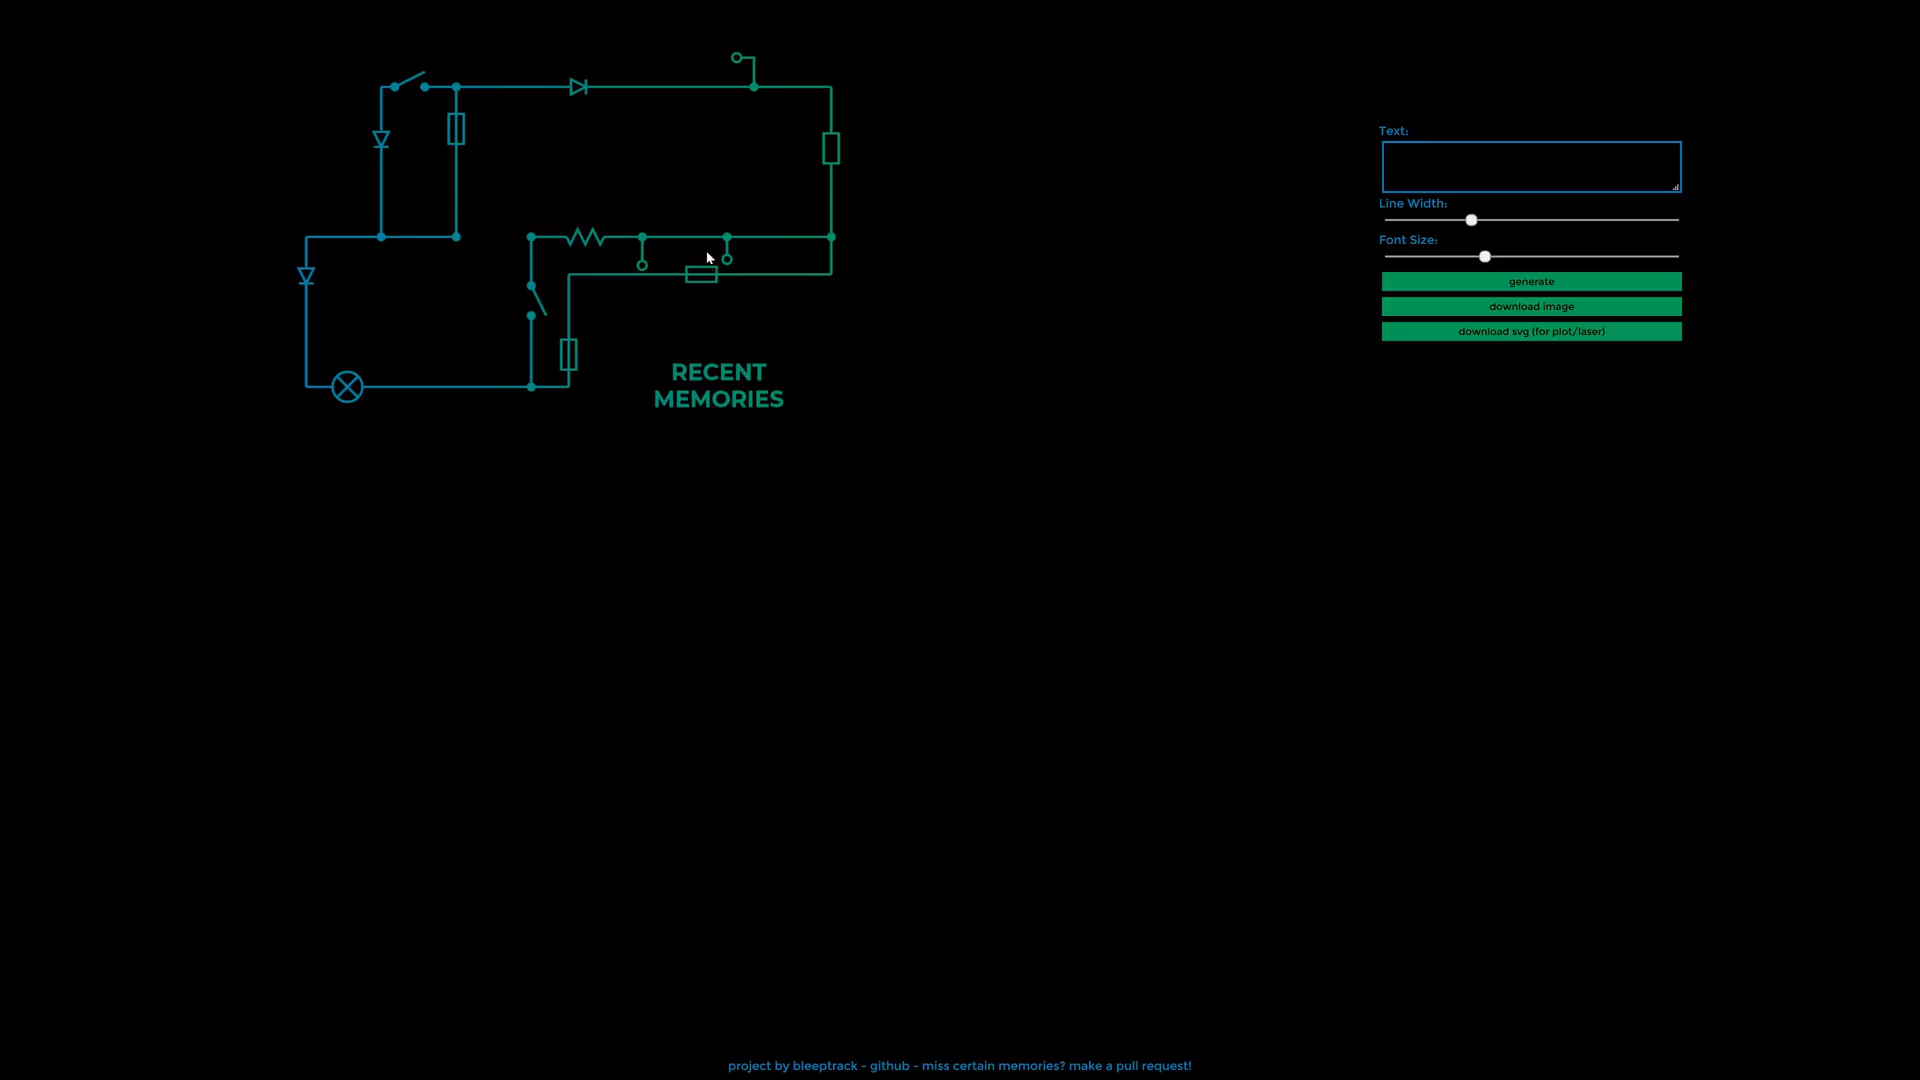 Text:
Line Width:
Font Size:
generate
download image
download svg (for plot/laser)
RECENT
MEMORIES
project by bleeptrack - github - miss certain memories? make a pull request!